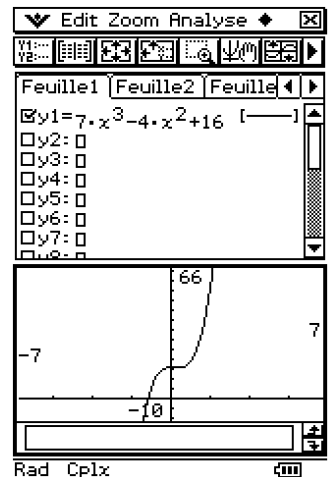 Edit Zoom Analyse
Feuille1 Feuille2 Feuille
y1=7·x³-4·x²+16 [——]
y2:
y3:
y4:
y5:
y6:
y7:
y8:
66
-7
7
-10
Rad Cplx